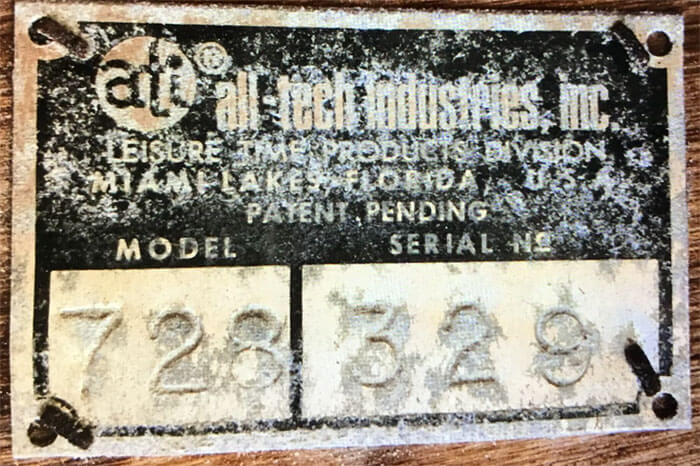 ati ®
all-tech industries, inc.
LEISURE TIME PRODUCTS DIVISION
MIAMI LAKES, FLORIDA, U.S.A.
PATENT PENDING
MODEL SERIAL Nº
728 329